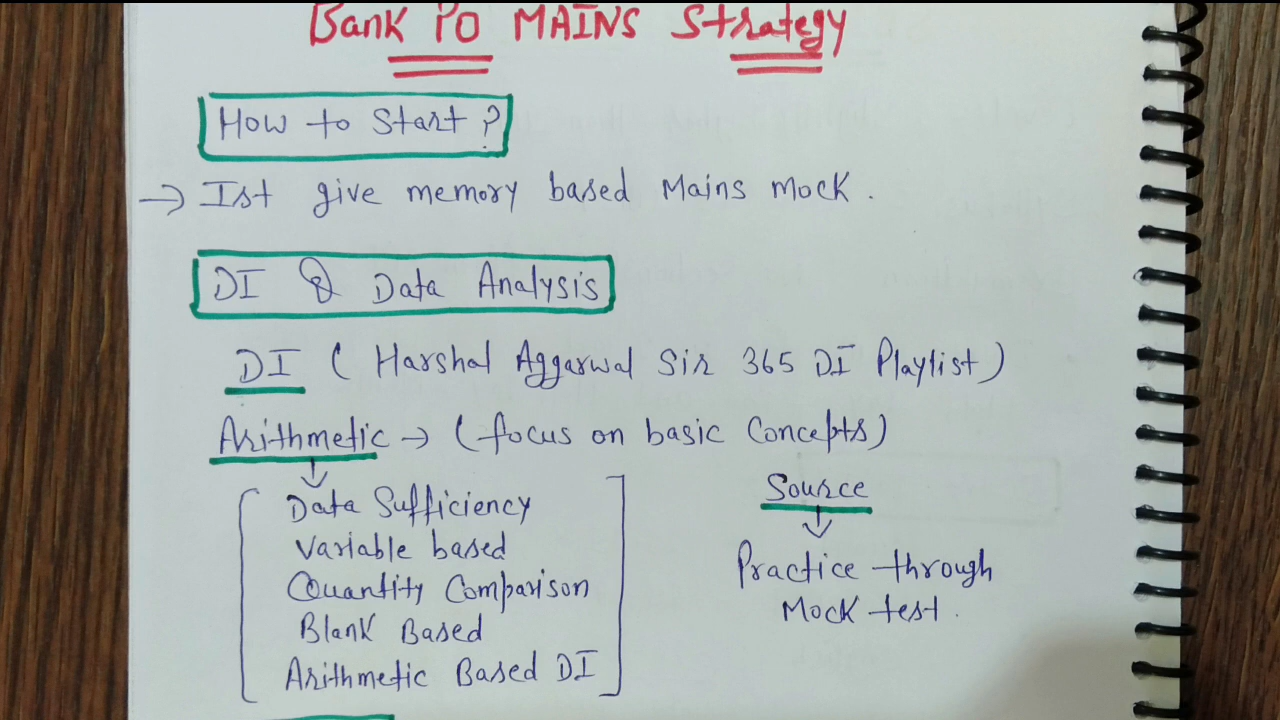 Bank PO MAINS Strategy
How to Start?
→ Ist give memory based Mains mock.
DI & Data Analysis
DI ( Harshal Aggarwal Sir 365 DI Playlist )
Arithmetic → ( focus on basic Concepts )
Data Sufficiency
Variable based
Quantity Comparison
Blank Based
Arithmetic Based DI
Source
Practice through
Mock test.